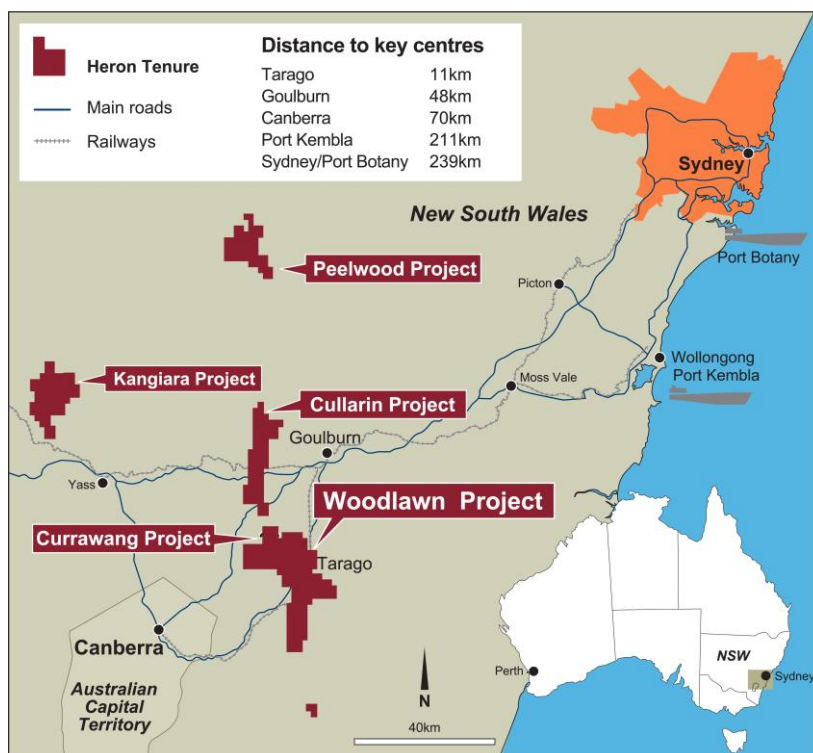 Heron Tenure
Main roads
Railways
Distance to key centres
Tarago 11km
Goulburn 48km
Canberra 70km
Port Kembla 211km
Sydney/Port Botany 239km
Sydney
New South Wales
Port Botany
Peelwood Project
Picton
Wollongong
Port Kembla
Kangiara Project
Moss Vale
Cullarin Project
Goulburn
Yass
Woodlawn Project
Currawang Project
Tarago
Canberra
Australian
Capital
Territory
N
40km
NSW
Perth
Sydney